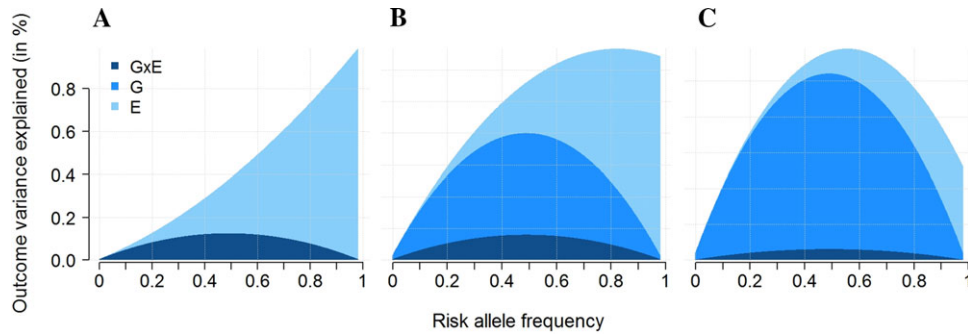 A B C
Outcome variance explained (in %)
GxE
G
E
0.8
0.6
0.4
0.2
0.0
0 0.2 0.4 0.6 0.8 1
0 0.2 0.4 0.6 0.8 1
0 0.2 0.4 0.6 0.8 1
Risk allele frequency